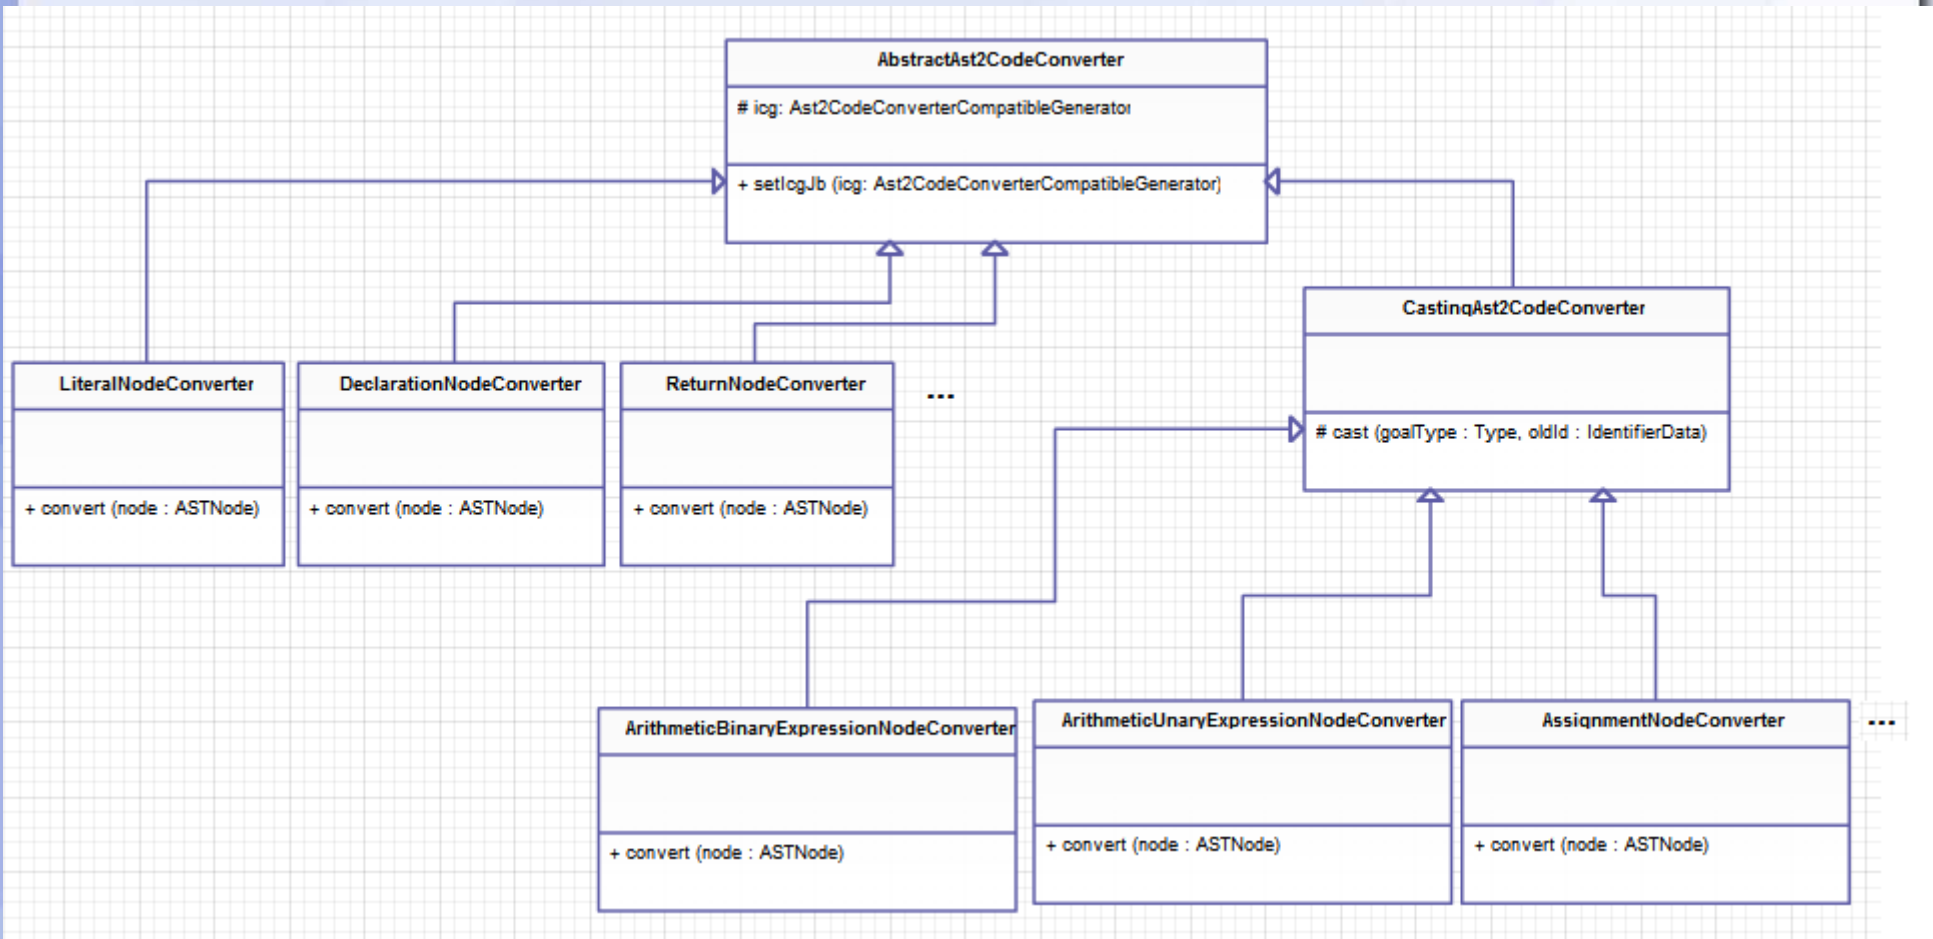 AbstractAst2CodeConverter
# icg: Ast2CodeConverterCompatibleGenerator
+ setIcgJb (icg: Ast2CodeConverterCompatibleGenerator)
CastingAst2CodeConverter
# cast (goalType : Type, oldId : IdentifierData)
LiteralNodeConverter
+ convert (node : ASTNode)
DeclarationNodeConverter
+ convert (node : ASTNode)
ReturnNodeConverter
+ convert (node : ASTNode)
...
ArithmeticBinaryExpressionNodeConverter
+ convert (node : ASTNode)
ArithmeticUnaryExpressionNodeConverter
+ convert (node : ASTNode)
AssignmentNodeConverter
+ convert (node : ASTNode)
...